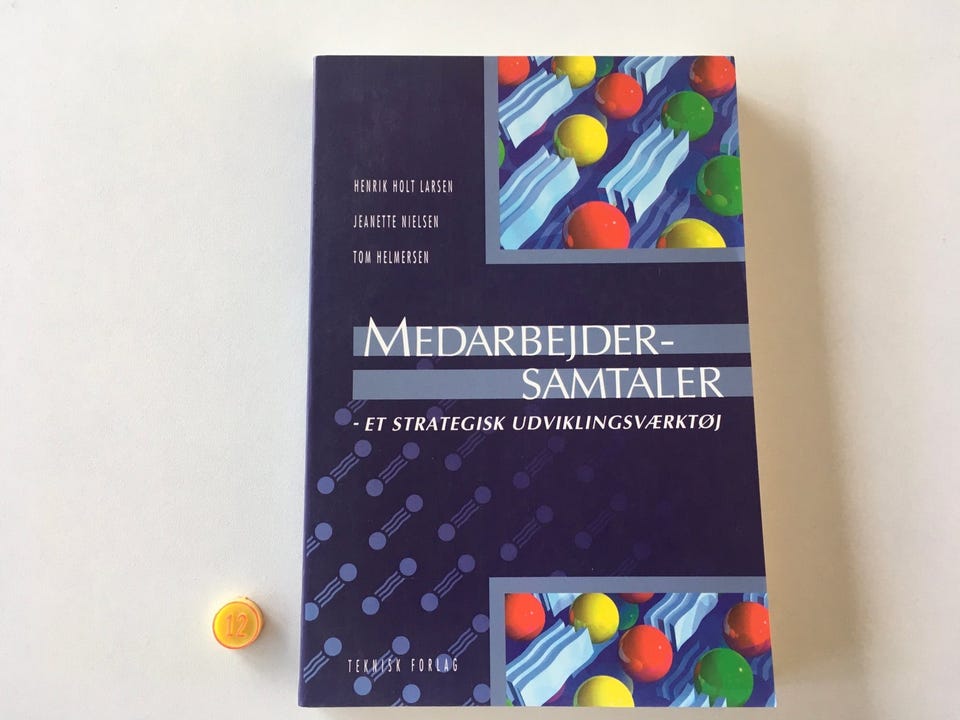 HENRIK HOLT LARSEN
JEANETTE NIELSEN
TOM HELMERSEN
MEDARBEJDER-
SAMTALER
- ET STRATEGISK UDVIKLINGSVÆRKTØJ
12
TEKNISK FORLAG